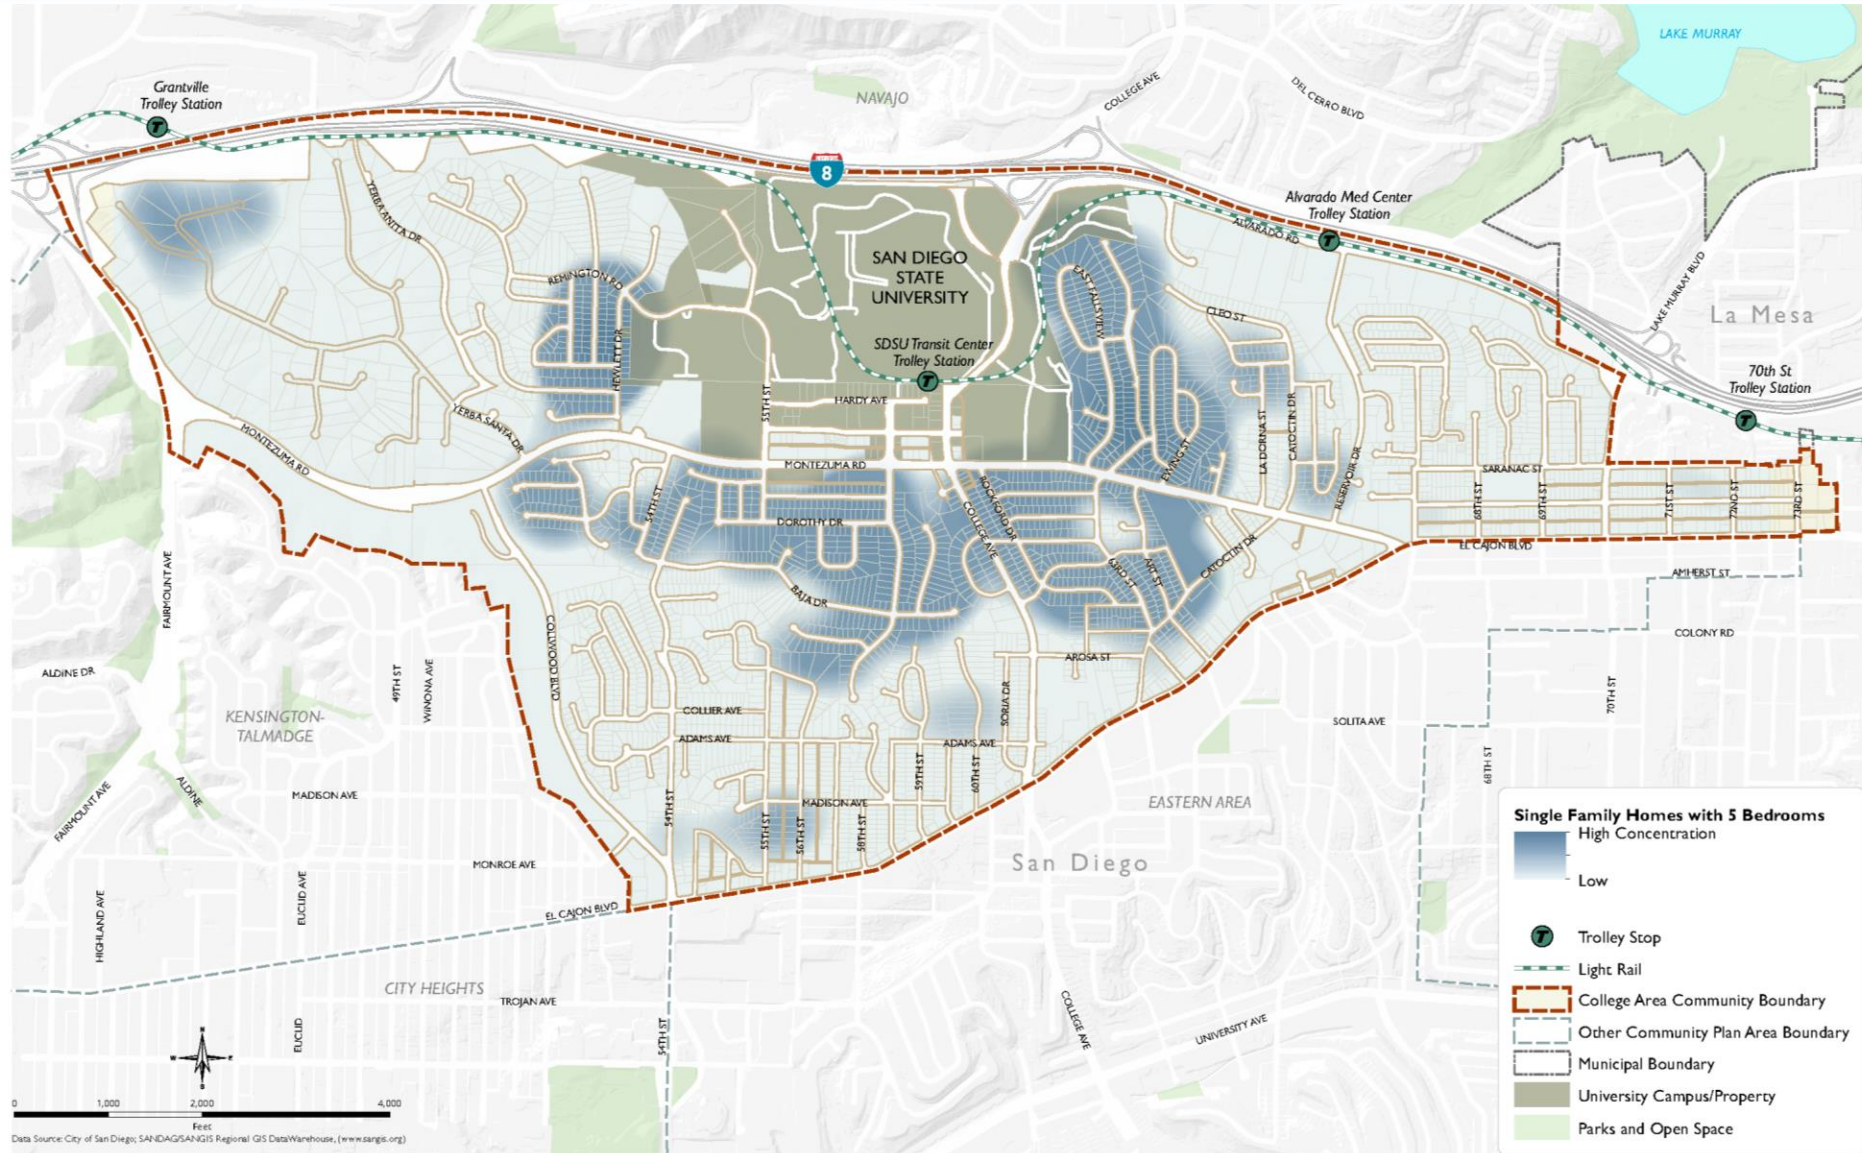 LAKE MURRAY
Grantville
Trolley Station
NAVAJO
COLLEGE AVE
DEL CERRO BLVD
INTERSTATE
8
Alvarado Med Center
Trolley Station
ALVARADO RD
YERBA ANITA DR
SAN DIEGO
STATE
UNIVERSITY
REMINGTON RD
EAST FALLS VIEW
LAKE MURRAY BLVD
La Mesa
CLEO ST
HEWLETT DR
SDSU Transit Center
Trolley Station
70th St
Trolley Station
55TH ST
HARDY AVE
YERBA SANTA DR
MONTEZUMA RD
LA DORNA ST
CATOCTIN DR
EWING ST
RESERVOIR DR
MONTEZUMA RD
SARANAC ST
54TH ST
ROCKFORD DR
COLLEGE AVE
68TH ST
69TH ST
71ST ST
72ND ST
73RD ST
DOROTHY DR
EL CAJON BLVD
CATOCTIN DR
63RD ST
ART ST
AMHERST ST
FAIRMOUNT AVE
BAJA DR
COLONY RD
COLLWOOD BLVD
AROSA ST
ALDINE DR
49TH ST
WINONA AVE
SORIA DR
70TH ST
KENSINGTON-
TALMADGE
COLLIER AVE
SOLITA AVE
ADAMS AVE
ADAMS AVE
59TH ST
60TH ST
68TH ST
ALDINE
MADISON AVE
MADISON AVE
EASTERN AREA
FAIRMOUNT AVE
54TH ST
55TH ST
56TH ST
58TH ST
MONROE AVE
San Diego
HIGHLAND AVE
EUCLID AVE
EL CAJON BLVD
CITY HEIGHTS
TROJAN AVE
EUCLID
54TH ST
COLLEGE AVE
UNIVERSITY AVE
Single Family Homes with 5 Bedrooms
High Concentration
Low
T Trolley Stop
Light Rail
College Area Community Boundary
Other Community Plan Area Boundary
Municipal Boundary
University Campus/Property
Parks and Open Space
N
W E
S
0 1,000 2,000 4,000
Feet
Data Source: City of San Diego; SANDAG/SANGIS Regional GIS Data Warehouse, (www.sangis.org)